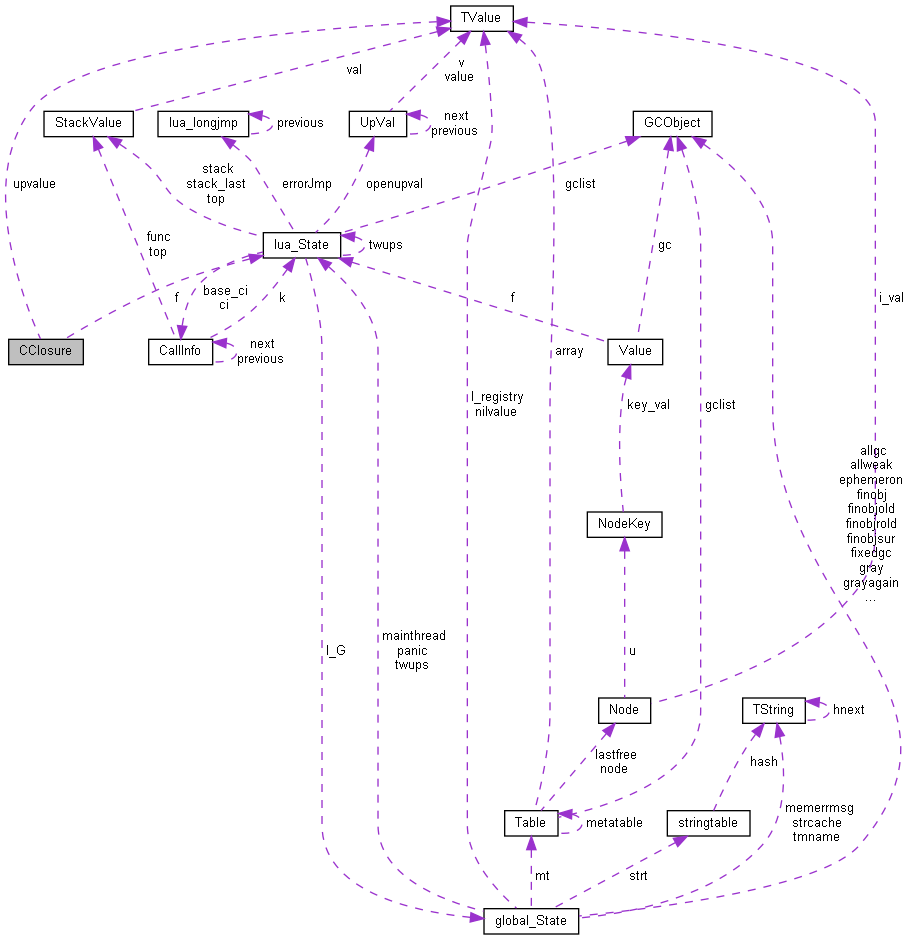 TValue
val
v
value
StackValue
lua_longjmp
previous
UpVal
next
previous
GCObject
upvalue
stack
stack_last
top
errorJmp
openupval
gclist
func
top
lua_State
twups
gc
f
base_ci
ci
k
f
i_val
CClosure
CallInfo
next
previous
Value
array
l_registry
nilvalue
key_val
gclist
allgc
allweak
ephemeron
finobj
finobjold
finobjrold
finobjsur
fixedgc
gray
grayagain
...
NodeKey
l_G
mainthread
panic
twups
u
Node
TString
hnext
lastfree
node
hash
Table
metatable
stringtable
memerrmsg
strcache
tmname
mt
strt
global_State